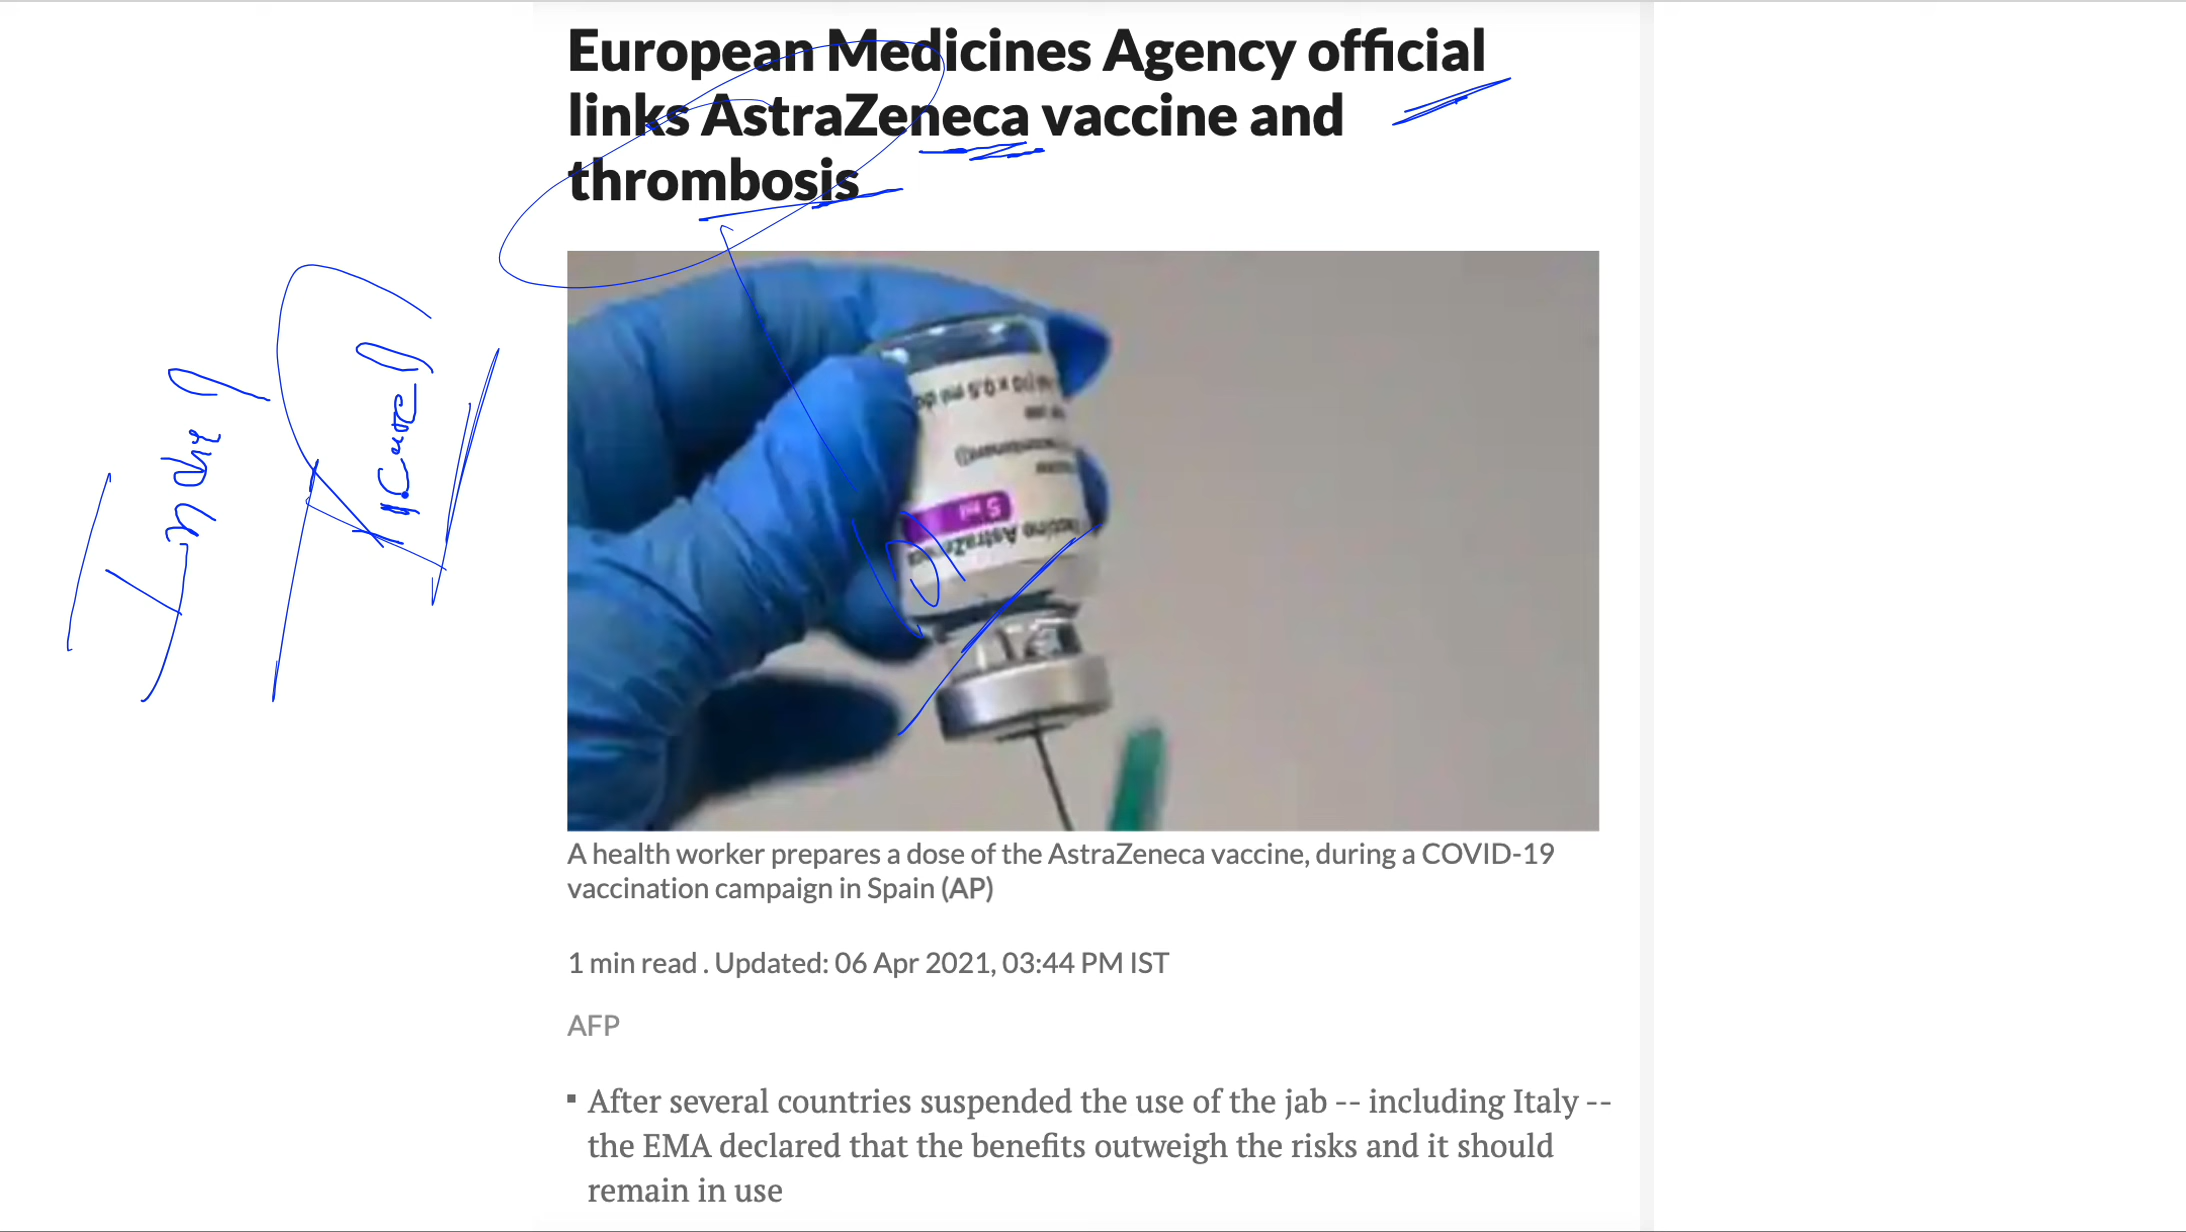 European Medicines Agency official
links AstraZeneca vaccine and
thrombosis
5 ml
A health worker prepares a dose of the AstraZeneca vaccine, during a COVID-19
vaccination campaign in Spain (AP)
1 min read . Updated: 06 Apr 2021, 03:44 PM IST
AFP
▪ After several countries suspended the use of the jab -- including Italy --
the EMA declared that the benefits outweigh the risks and it should
remain in use